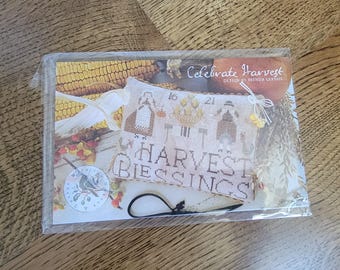 Celebrate Harvest
16 21
HARVEST
BLESSINGS